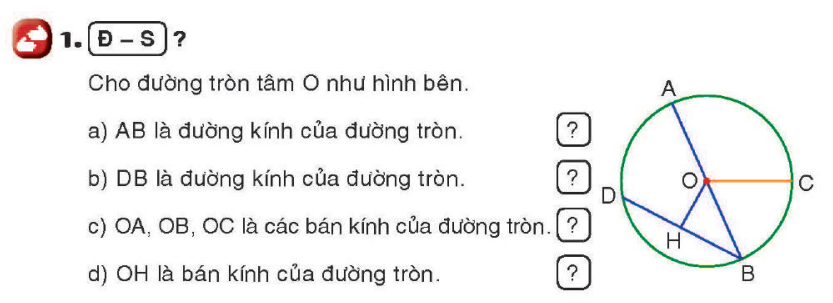 1. Đ – S ?
Cho đường tròn tâm O như hình bên.
a) AB là đường kính của đường tròn. ?
b) DB là đường kính của đường tròn. ?
c) OA, OB, OC là các bán kính của đường tròn. ?
d) OH là bán kính của đường tròn. ?
A
O
C
D
H
B